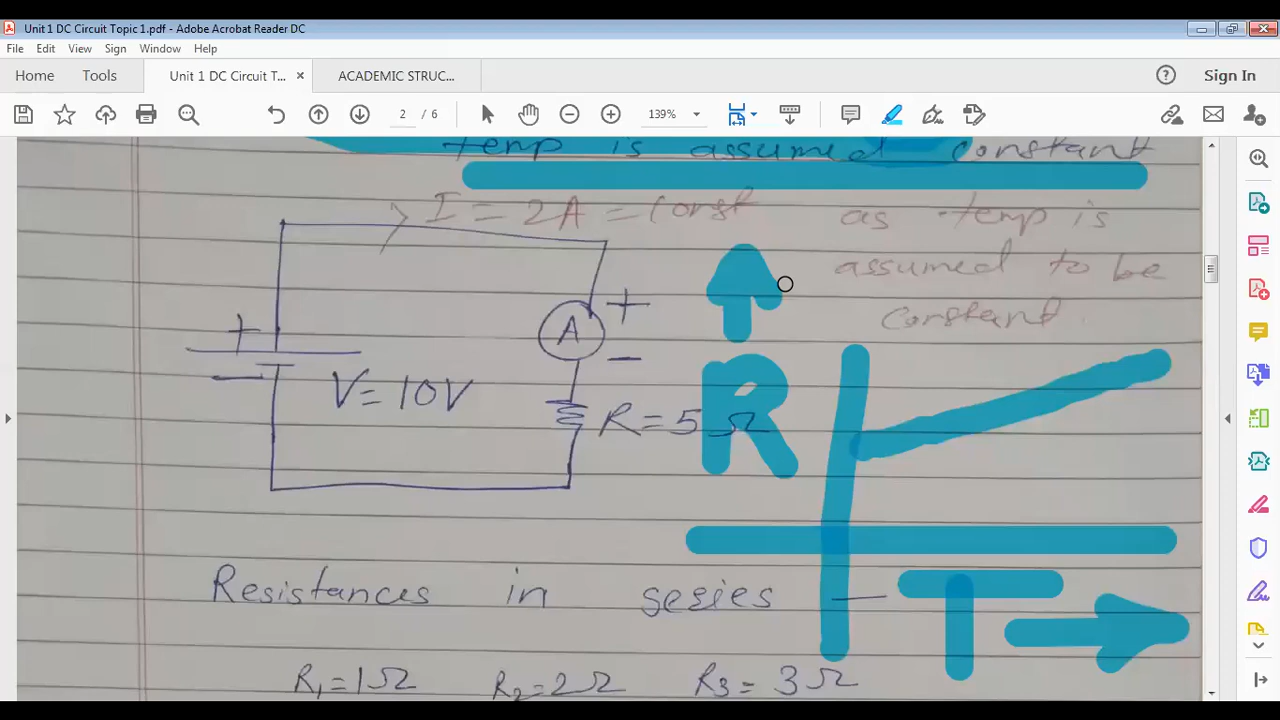 Unit 1 DC Circuit Topic 1.pdf - Adobe Acrobat Reader DC
File Edit View Sign Window Help
Home Tools Unit 1 DC Circuit T... × ACADEMIC STRUC... Sign In
2 / 6 139%
temp is assumed constant
I = 2A = const as temp is
assumed to be
constant.
+ A + −
− V = 10V R = 5Ω
R
T
Resistances in series —
R1 = 1Ω R2 = 2Ω R3 = 3Ω